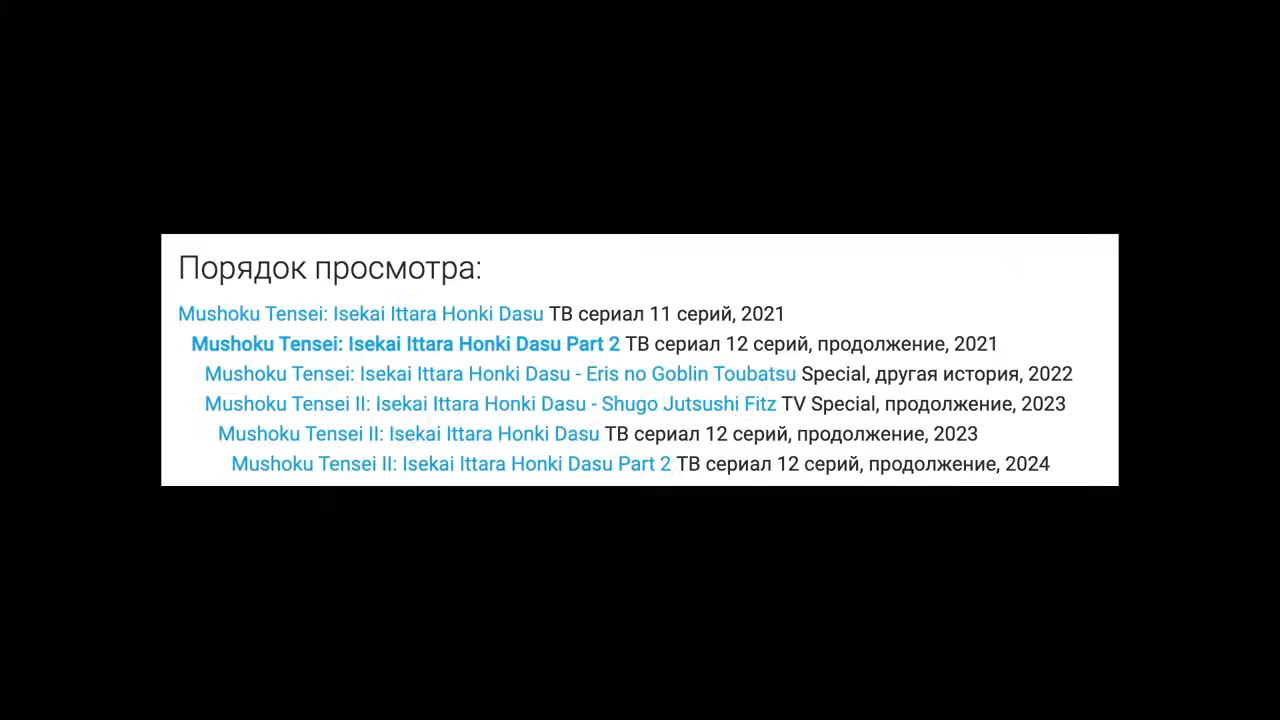 Порядок просмотра:
Mushoku Tensei: Isekai Ittara Honki Dasu ТВ сериал 11 серий, 2021
Mushoku Tensei: Isekai Ittara Honki Dasu Part 2 ТВ сериал 12 серий, продолжение, 2021
Mushoku Tensei: Isekai Ittara Honki Dasu - Eris no Goblin Toubatsu Special, другая история, 2022
Mushoku Tensei II: Isekai Ittara Honki Dasu - Shugo Jutsushi Fitz TV Special, продолжение, 2023
Mushoku Tensei II: Isekai Ittara Honki Dasu ТВ сериал 12 серий, продолжение, 2023
Mushoku Tensei II: Isekai Ittara Honki Dasu Part 2 ТВ сериал 12 серий, продолжение, 2024